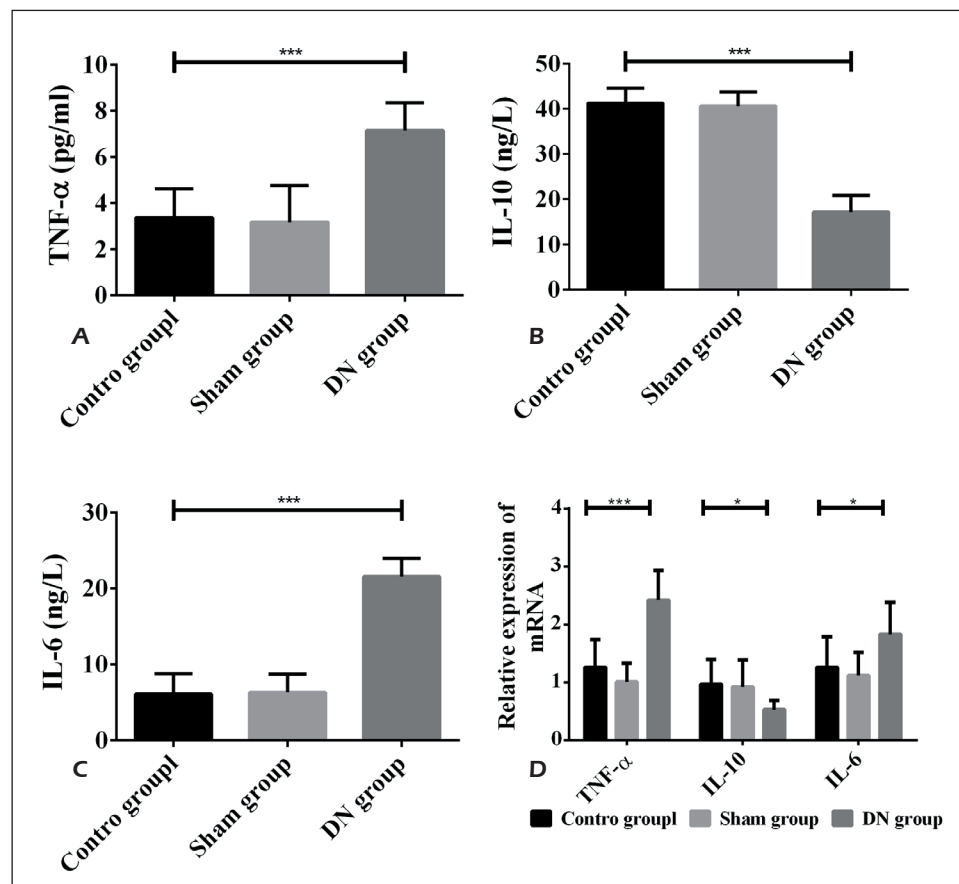 ***
10
8
6
4
2
0
TNF-α (pg/ml)
Contro groupl
Sham group
DN group
A
***
50
40
30
20
10
0
IL-10 (ng/L)
Contro groupl
Sham group
DN group
B
***
30
20
10
0
IL-6 (ng/L)
Contro groupl
Sham group
DN group
C
***
*
*
4
3
2
1
0
Relative expression of
mRNA
TNF-α
IL-10
IL-6
D
Contro groupl Sham group DN group